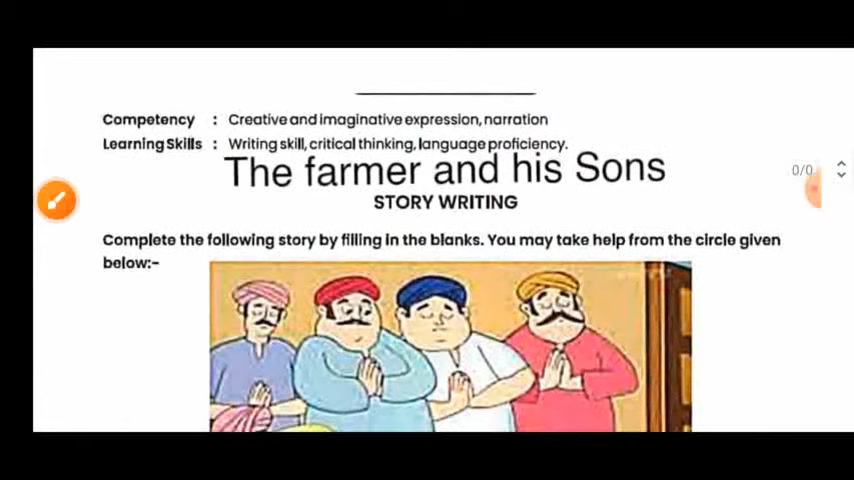 Competency : Creative and imaginative expression, narration
Learning Skills : Writing skill, critical thinking, language proficiency.
The farmer and his Sons
0/0
STORY WRITING
Complete the following story by filling in the blanks. You may take help from the circle given
below:-